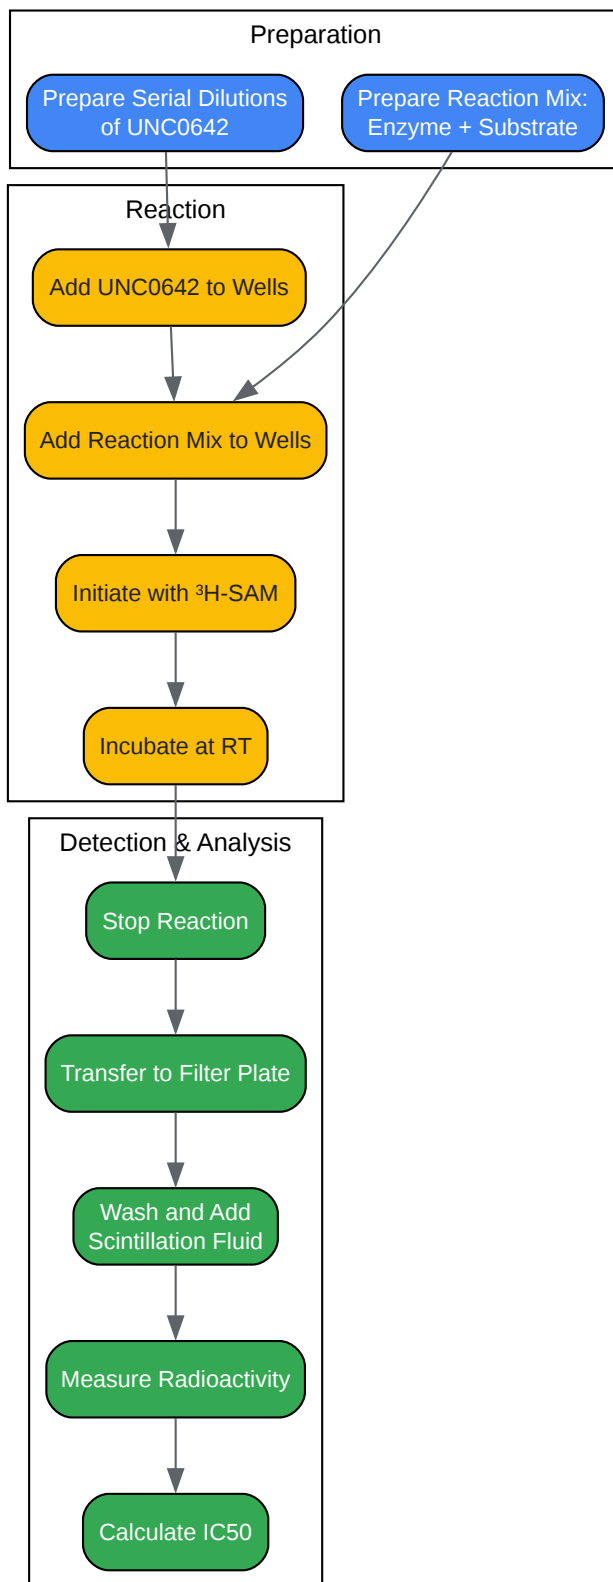 Preparation
Prepare Serial Dilutions
of UNC0642
Prepare Reaction Mix:
Enzyme + Substrate
Reaction
Add UNC0642 to Wells
Add Reaction Mix to Wells
Initiate with ³H-SAM
Incubate at RT
Detection & Analysis
Stop Reaction
Transfer to Filter Plate
Wash and Add
Scintillation Fluid
Measure Radioactivity
Calculate IC50